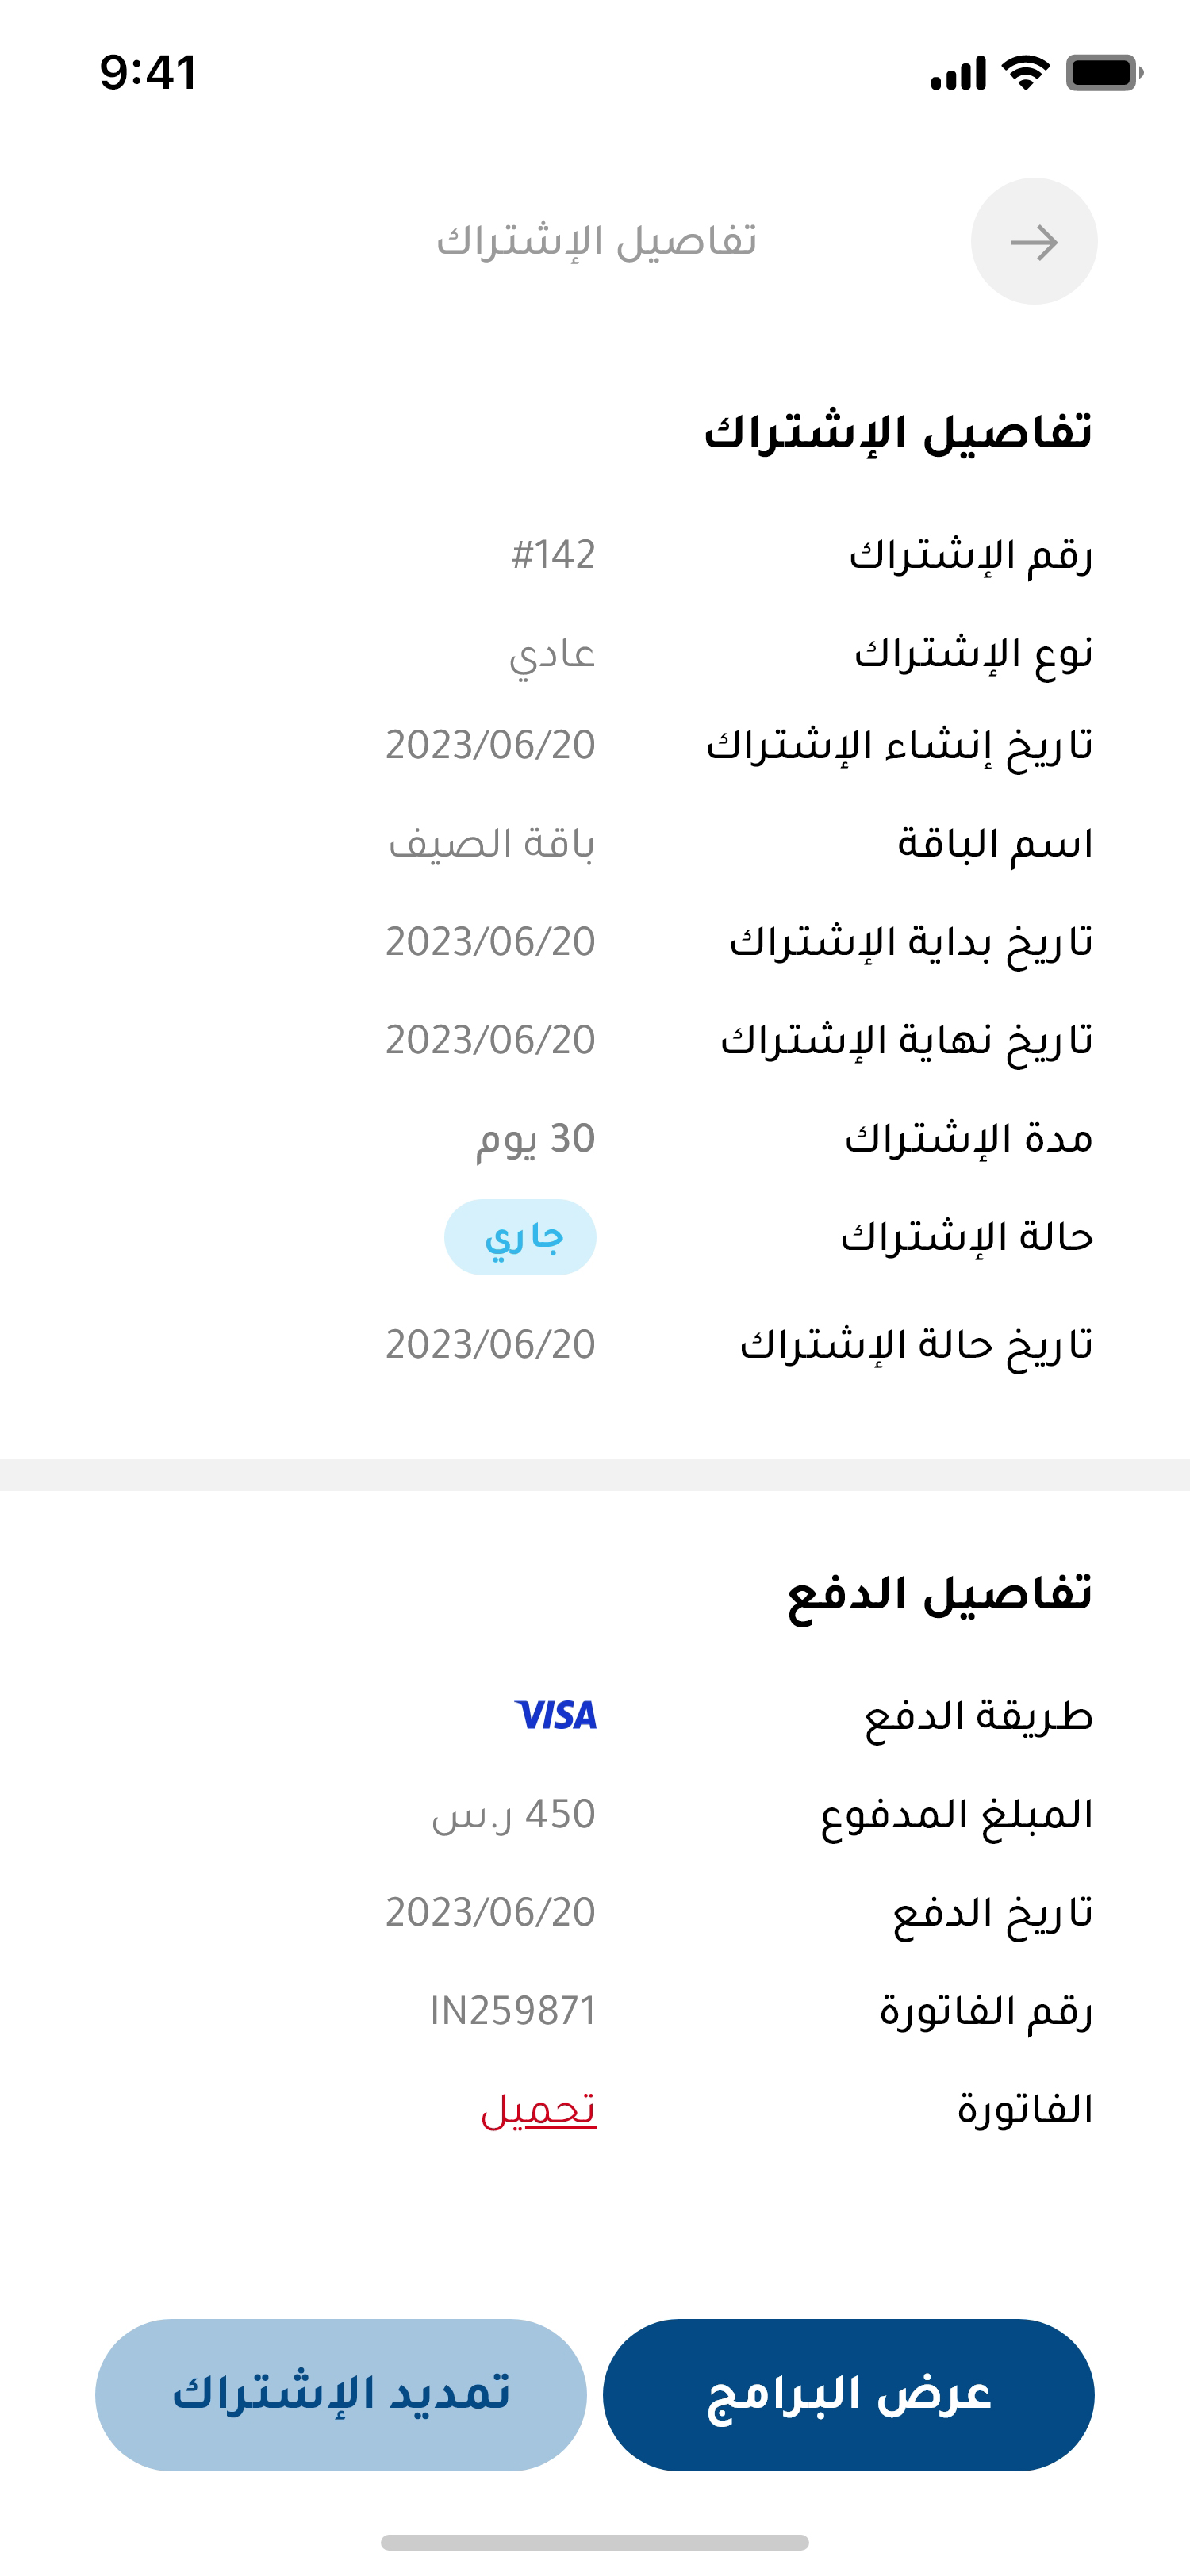 9:41
تفاصيل الإشتراك
تفاصيل الإشتراك
رقم الإشتراك #142
نوع الإشتراك عادي
تاريخ إنشاء الإشتراك 2023/06/20
اسم الباقة باقة الصيف
تاريخ بداية الإشتراك 2023/06/20
تاريخ نهاية الإشتراك 2023/06/20
مدة الإشتراك 30 يوم
حالة الإشتراك جاري
تاريخ حالة الإشتراك 2023/06/20
تفاصيل الدفع
طريقة الدفع VISA
المبلغ المدفوع 450 ر.س
تاريخ الدفع 2023/06/20
رقم الفاتورة IN259871
الفاتورة تحميل
عرض البرامج تمديد الإشتراك